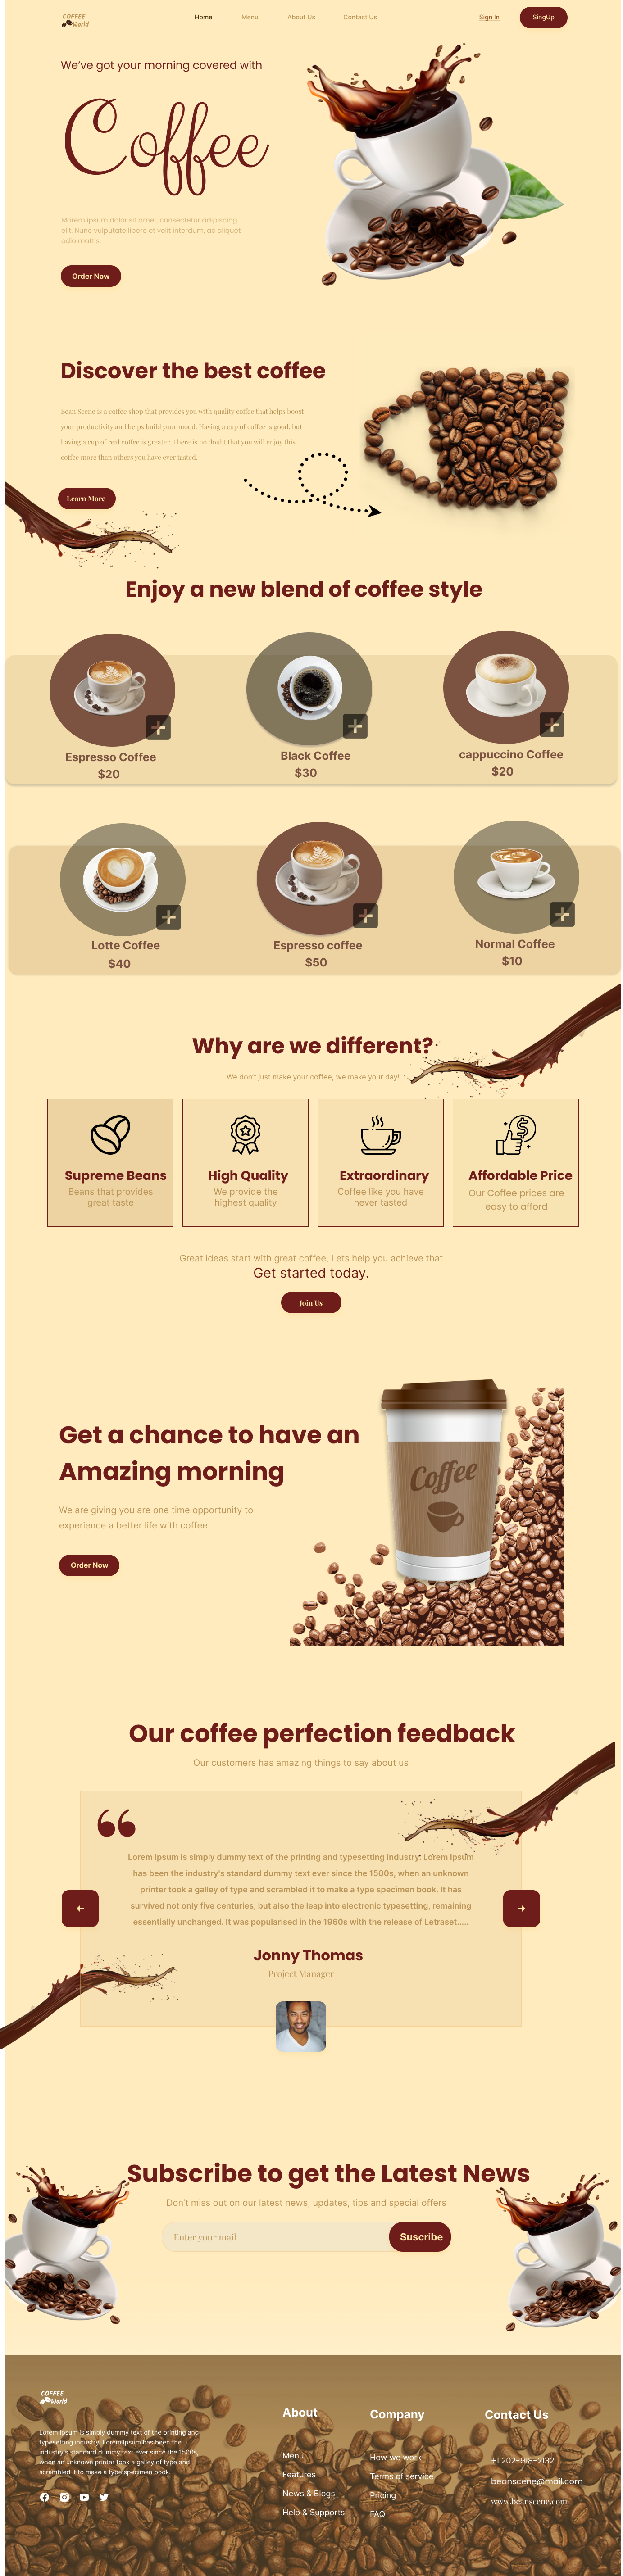 COFFEE
World
Home
Menu
About Us
Contact Us
Sign In
SingUp
We've got your morning covered with
Coffee
Morem ipsum dolor sit amet, consectetur adipiscing
elit. Nunc vulputate libero et velit interdum, ac aliquet
odio mattis.
Order Now
Discover the best coffee
Bean Scene is a coffee shop that provides you with quality coffee that helps boost
your productivity and helps build your mood. Having a cup of coffee is good, but
having a cup of real coffee is greater. There is no doubt that you will enjoy this
coffee more than others you have ever tasted.
Learn More
Enjoy a new blend of coffee style
Espresso Coffee
$20
Black Coffee
$30
cappuccino Coffee
$20
Lotte Coffee
$40
Espresso coffee
$50
Normal Coffee
$10
Why are we different?
We don't just make your coffee, we make your day!
Supreme Beans
Beans that provides
great taste
High Quality
We provide the
highest quality
Extraordinary
Coffee like you have
never tasted
Affordable Price
Our Coffee prices are
easy to afford
Great ideas start with great coffee, Lets help you achieve that
Get started today.
Join Us
Get a chance to have an
Amazing morning
We are giving you are one time opportunity to
experience a better life with coffee.
Order Now
Coffee
Our coffee perfection feedback
Our customers has amazing things to say about us
Lorem Ipsum is simply dummy text of the printing and typesetting industry. Lorem Ipsum
has been the industry's standard dummy text ever since the 1500s, when an unknown
printer took a galley of type and scrambled it to make a type specimen book. It has
survived not only five centuries, but also the leap into electronic typesetting, remaining
essentially unchanged. It was popularised in the 1960s with the release of Letraset.....
Jonny Thomas
Project Manager
Subscribe to get the Latest News
Don't miss out on our latest news, updates, tips and special offers
Enter your mail
Suscribe
COFFEE
World
Lorem Ipsum is simply dummy text of the printing and
typesetting industry. Lorem Ipsum has been the
industry's standard dummy text ever since the 1500s,
when an unknown printer took a galley of type and
scrambled it to make a type specimen book.
About
Menu
Features
News & Blogs
Help & Supports
Company
How we work
Terms of service
Pricing
FAQ
Contact Us
+1 202-918-2132
beanscene@mail.com
www.beanscene.com